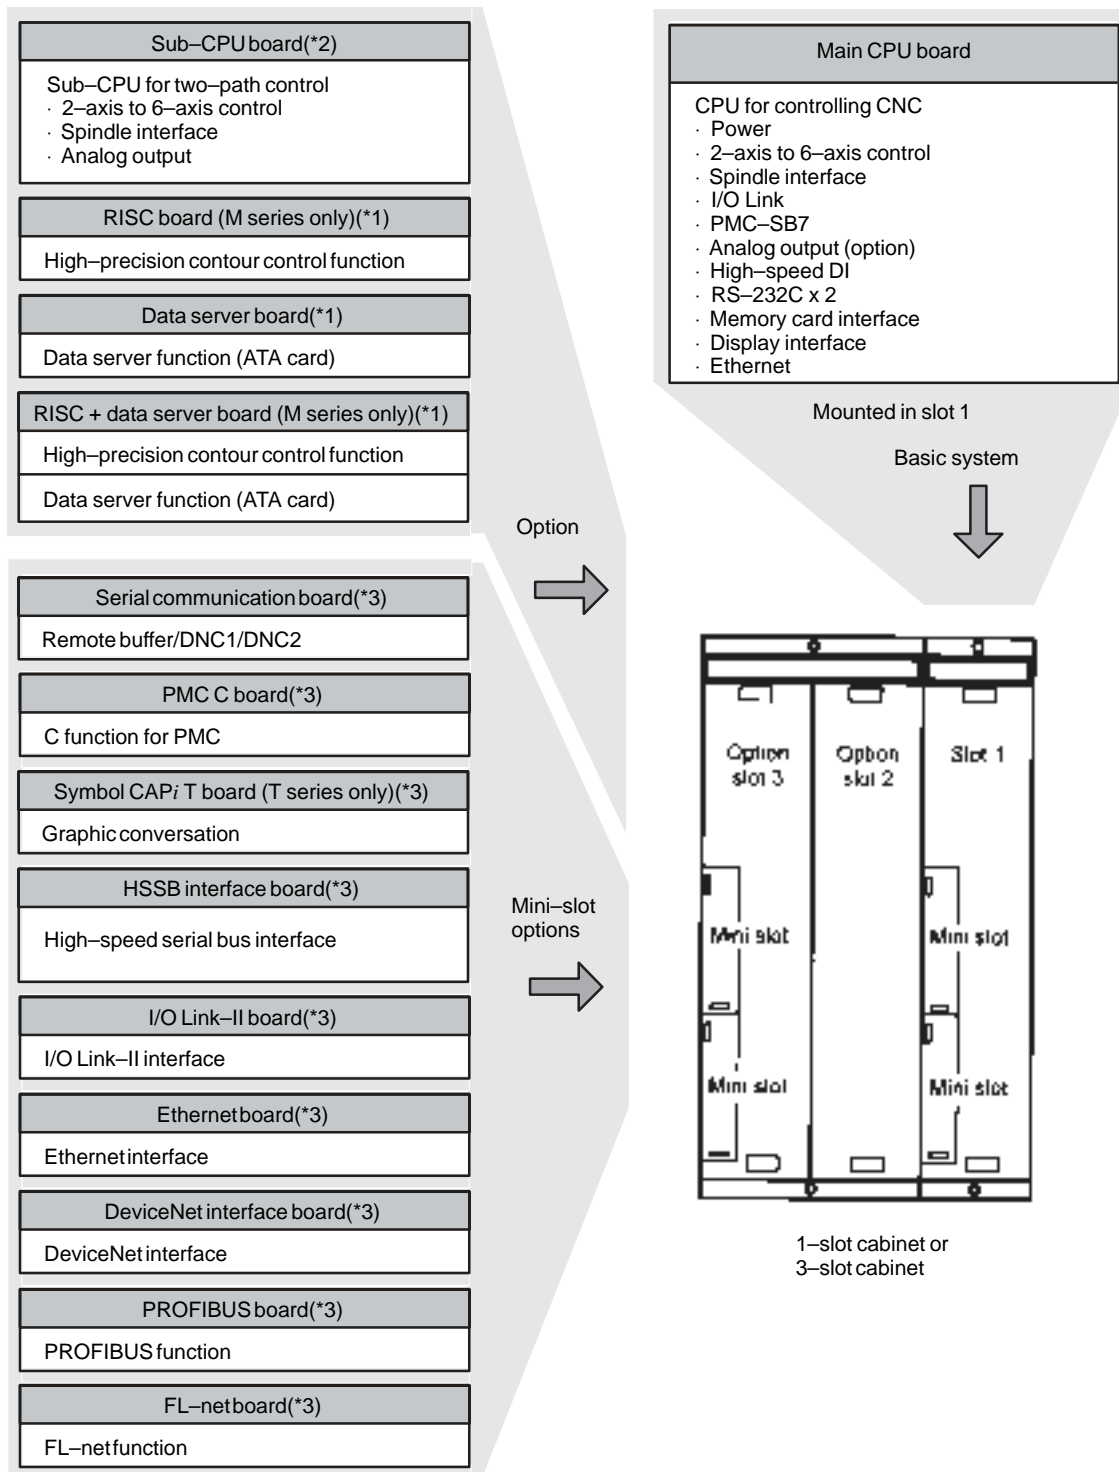 Sub–CPU board(*2)
Sub–CPU for two–path control
· 2–axis to 6–axis control
· Spindle interface
· Analog output
RISC board (M series only)(*1)
High–precision contour control function
Data server board(*1)
Data server function (ATA card)
RISC + data server board (M series only)(*1)
High–precision contour control function
Data server function (ATA card)
Serial communication board(*3)
Remote buffer/DNC1/DNC2
PMC C board(*3)
C function for PMC
Symbol CAPi T board (T series only)(*3)
Graphic conversation
HSSB interface board(*3)
High–speed serial bus interface
I/O Link–II board(*3)
I/O Link–II interface
Ethernet board(*3)
Ethernet interface
DeviceNet interface board(*3)
DeviceNet interface
PROFIBUS board(*3)
PROFIBUS function
FL–net board(*3)
FL–net function
Option
Mini–slot
options
Main CPU board
CPU for controlling CNC
· Power
· 2–axis to 6–axis control
· Spindle interface
· I/O Link
· PMC–SB7
· Analog output (option)
· High–speed DI
· RS–232C x 2
· Memory card interface
· Display interface
· Ethernet
Mounted in slot 1
Basic system
Option
slot 3
Option
slot 2
Slot 1
Mini slot
Mini slot
Mini slot
Mini slot
1–slot cabinet or
3–slot cabinet